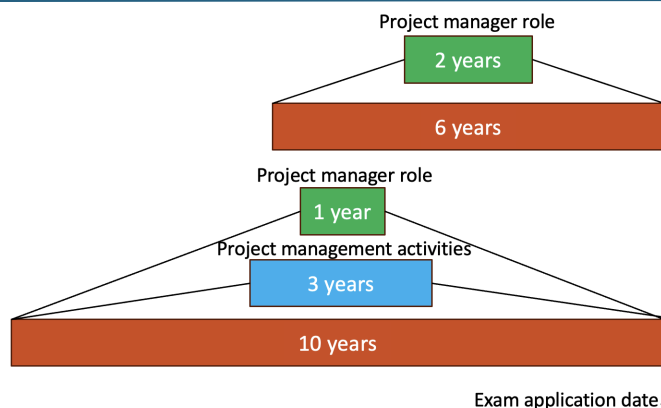 Project manager role
2 years
6 years
Project manager role
1 year
Project management activities
3 years
10 years
Exam application date